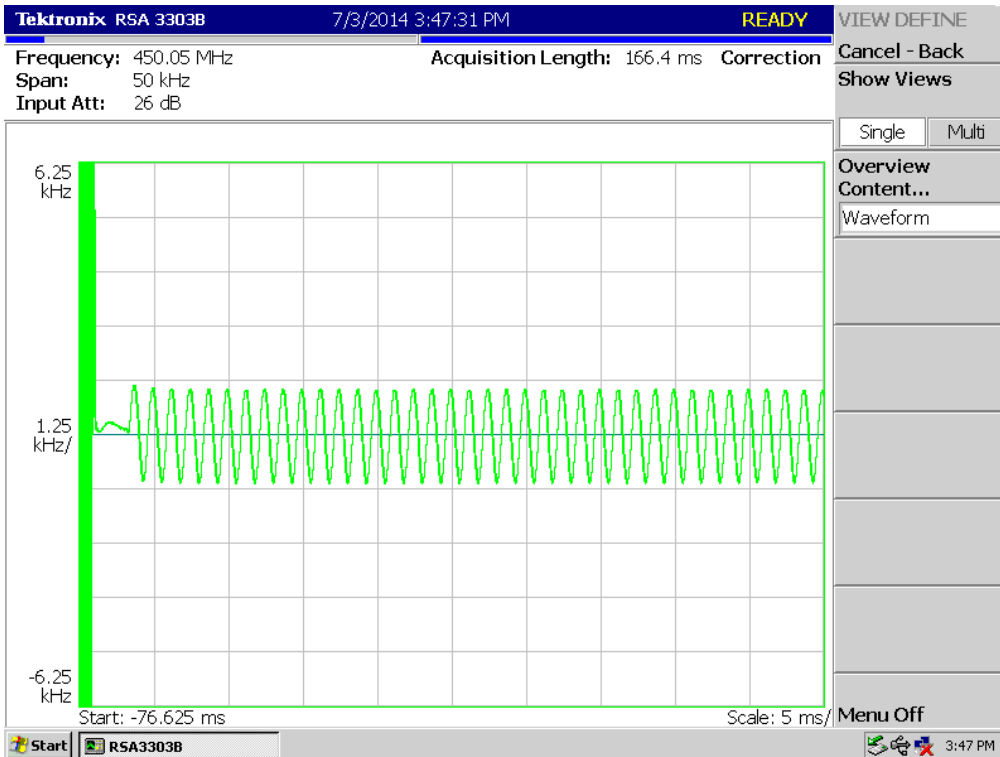 Tektronix RSA 3303B 7/3/2014 3:47:31 PM READY
Frequency: 450.05 MHz Acquisition Length: 166.4 ms Correction
Span: 50 kHz
Input Att: 26 dB
6.25
kHz
1.25
kHz/
-6.25
kHz
Start: -76.625 ms Scale: 5 ms/
VIEW DEFINE
Cancel - Back
Show Views
Single Multi
Overview
Content...
Waveform
Menu Off
Start RSA3303B 3:47 PM